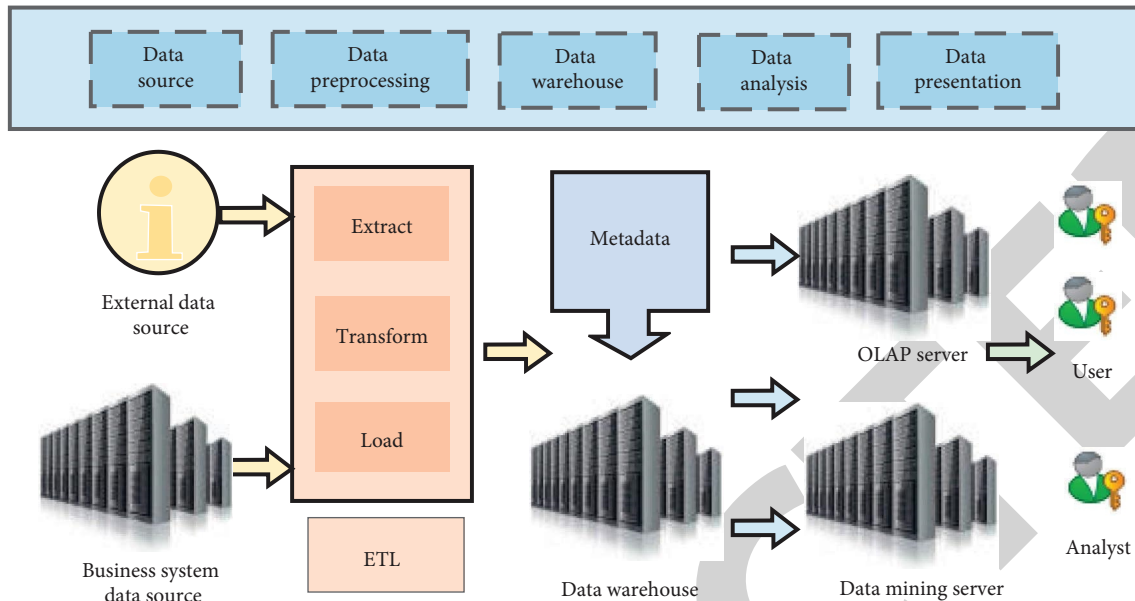 Data
source
Data
preprocessing
Data
warehouse
Data
analysis
Data
presentation
External data
source
Business system
data source
Extract
Transform
Load
ETL
Metadata
Data warehouse
OLAP server
Data mining server
User
Analyst